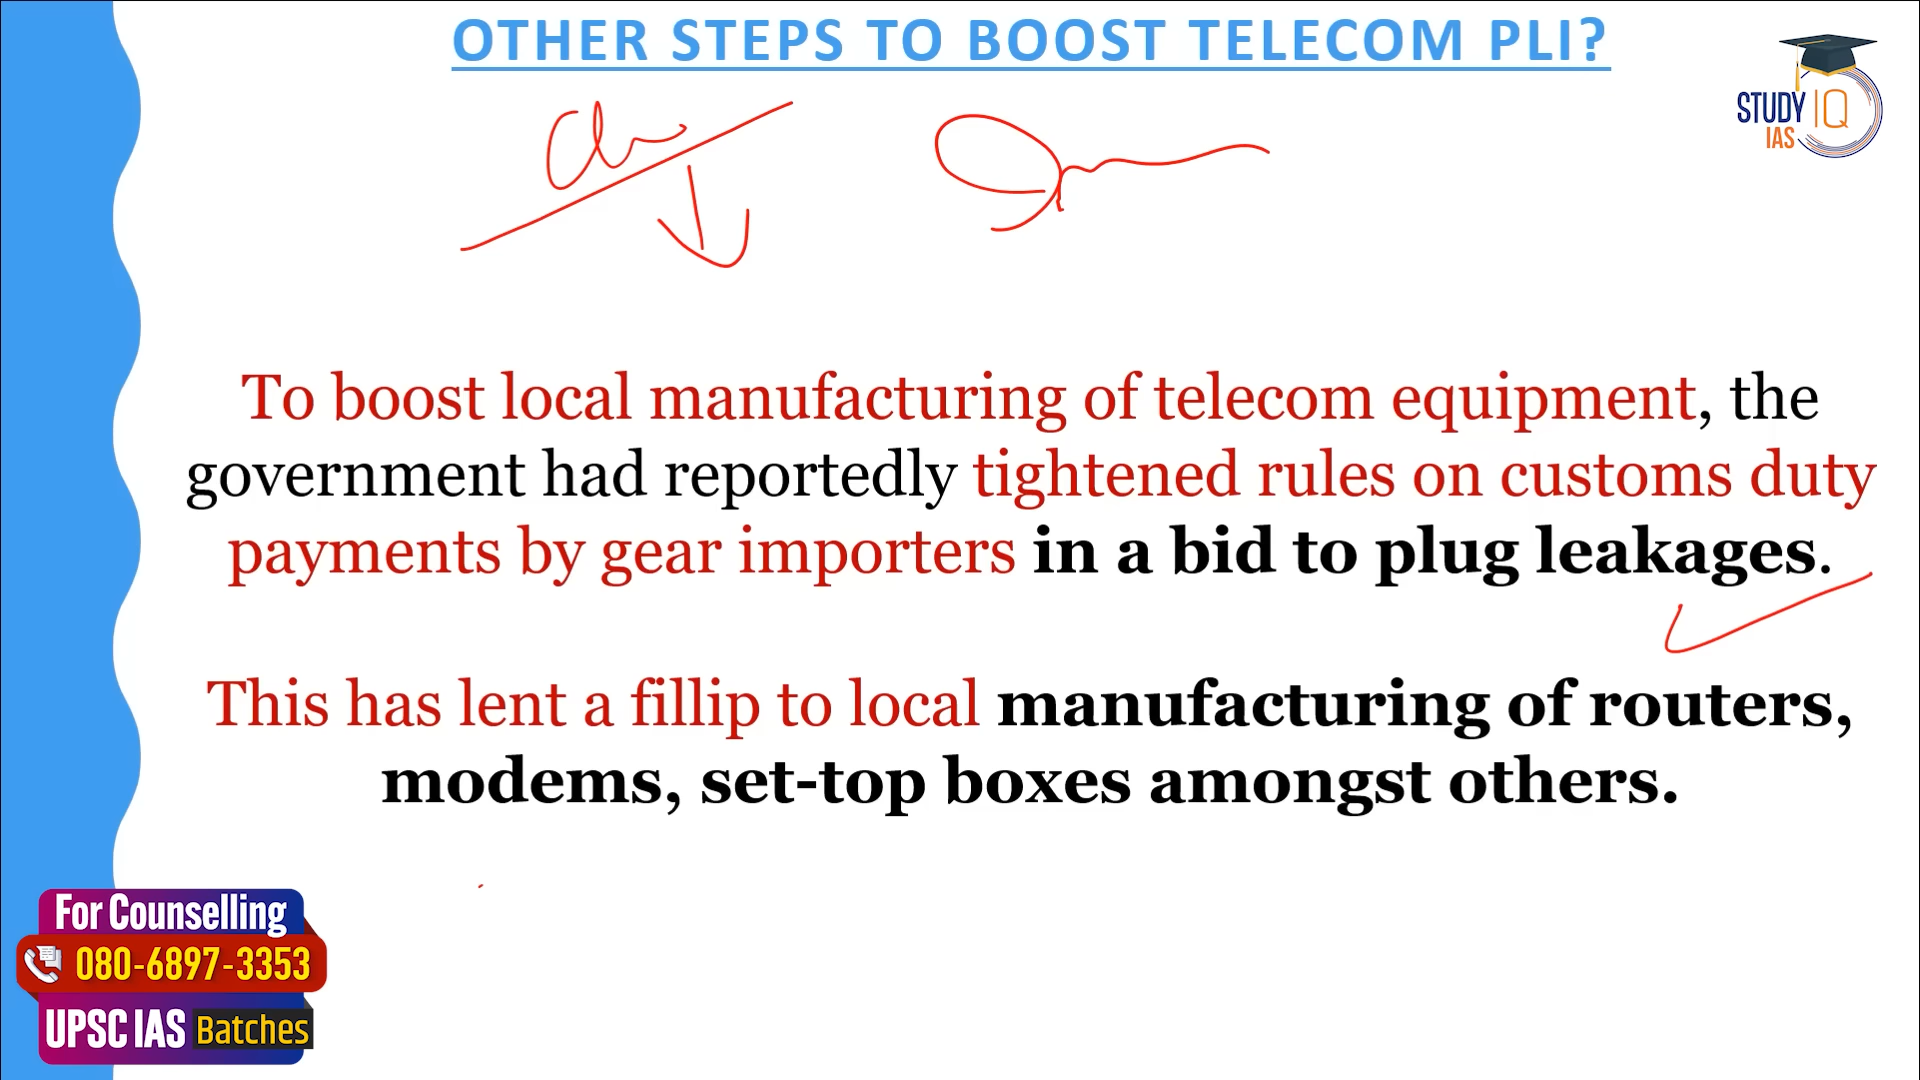 OTHER STEPS TO BOOST TELECOM PLI?
STUDY IQ
IAS
To boost local manufacturing of telecom equipment, the
government had reportedly tightened rules on customs duty
payments by gear importers in a bid to plug leakages.
This has lent a fillip to local manufacturing of routers,
modems, set-top boxes amongst others.
For Counselling
080-6897-3353
UPSC IAS Batches